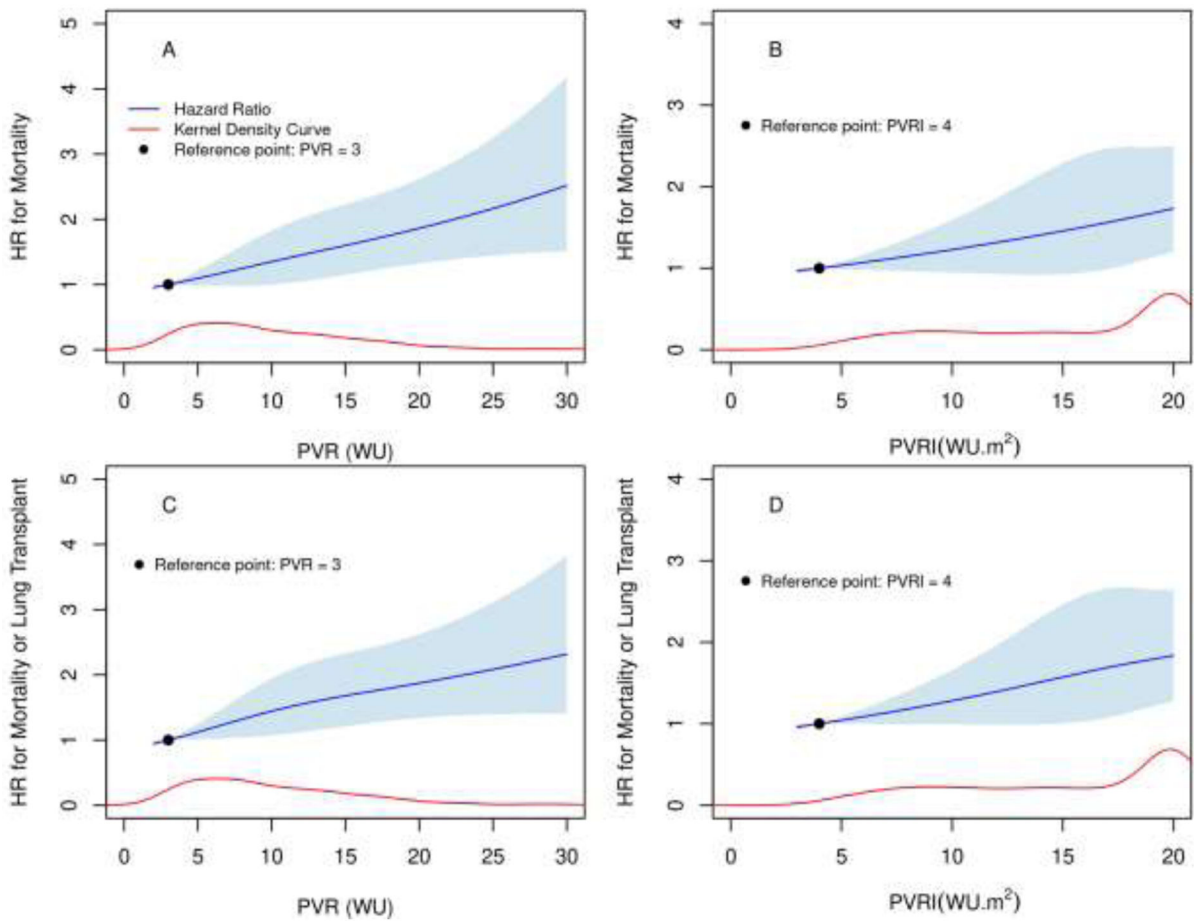 A
HR for Mortality
5
4
3
2
1
0
Hazard Ratio
Kernel Density Curve
Reference point: PVR = 3
0 5 10 15 20 25 30
PVR (WU)
B
HR for Mortality
4
3
2
1
0
Reference point: PVRI = 4
0 5 10 15 20
PVRI(WU.m²)
C
HR for Mortality or Lung Transplant
5
4
3
2
1
0
Reference point: PVR = 3
0 5 10 15 20 25 30
PVR (WU)
D
HR for Mortality or Lung Transplant
4
3
2
1
0
Reference point: PVRI = 4
0 5 10 15 20
PVRI(WU.m²)